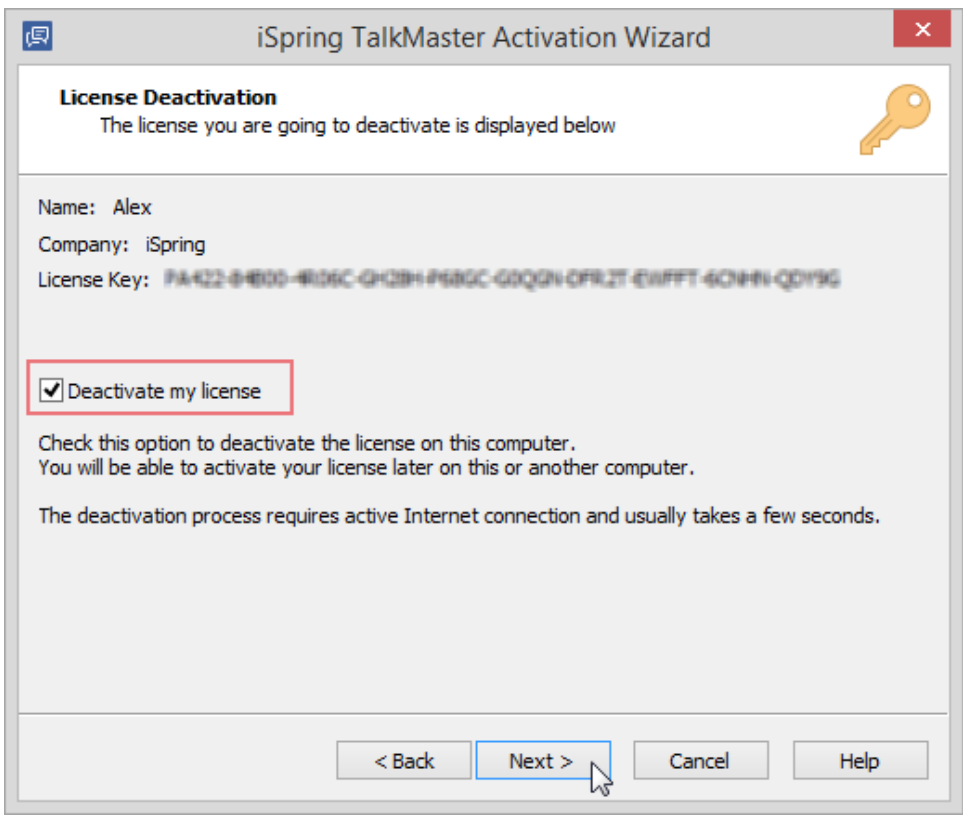 iSpring TalkMaster Activation Wizard
License Deactivation
The license you are going to deactivate is displayed below
Name: Alex
Company: iSpring
License Key:
Deactivate my license
Check this option to deactivate the license on this computer.
You will be able to activate your license later on this or another computer.
The deactivation process requires active Internet connection and usually takes a few seconds.
< Back Next > Cancel Help